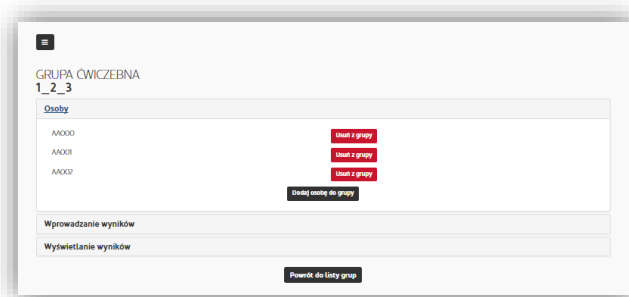 GRUPA ĆWICZEBNA
1_2_3
Osoby
AA000 Usuń z grupy
AA001 Usuń z grupy
AA002 Usuń z grupy
Dodaj osobę do grupy
Wprowadzanie wyników
Wyświetlanie wyników
Powrót do listy grup